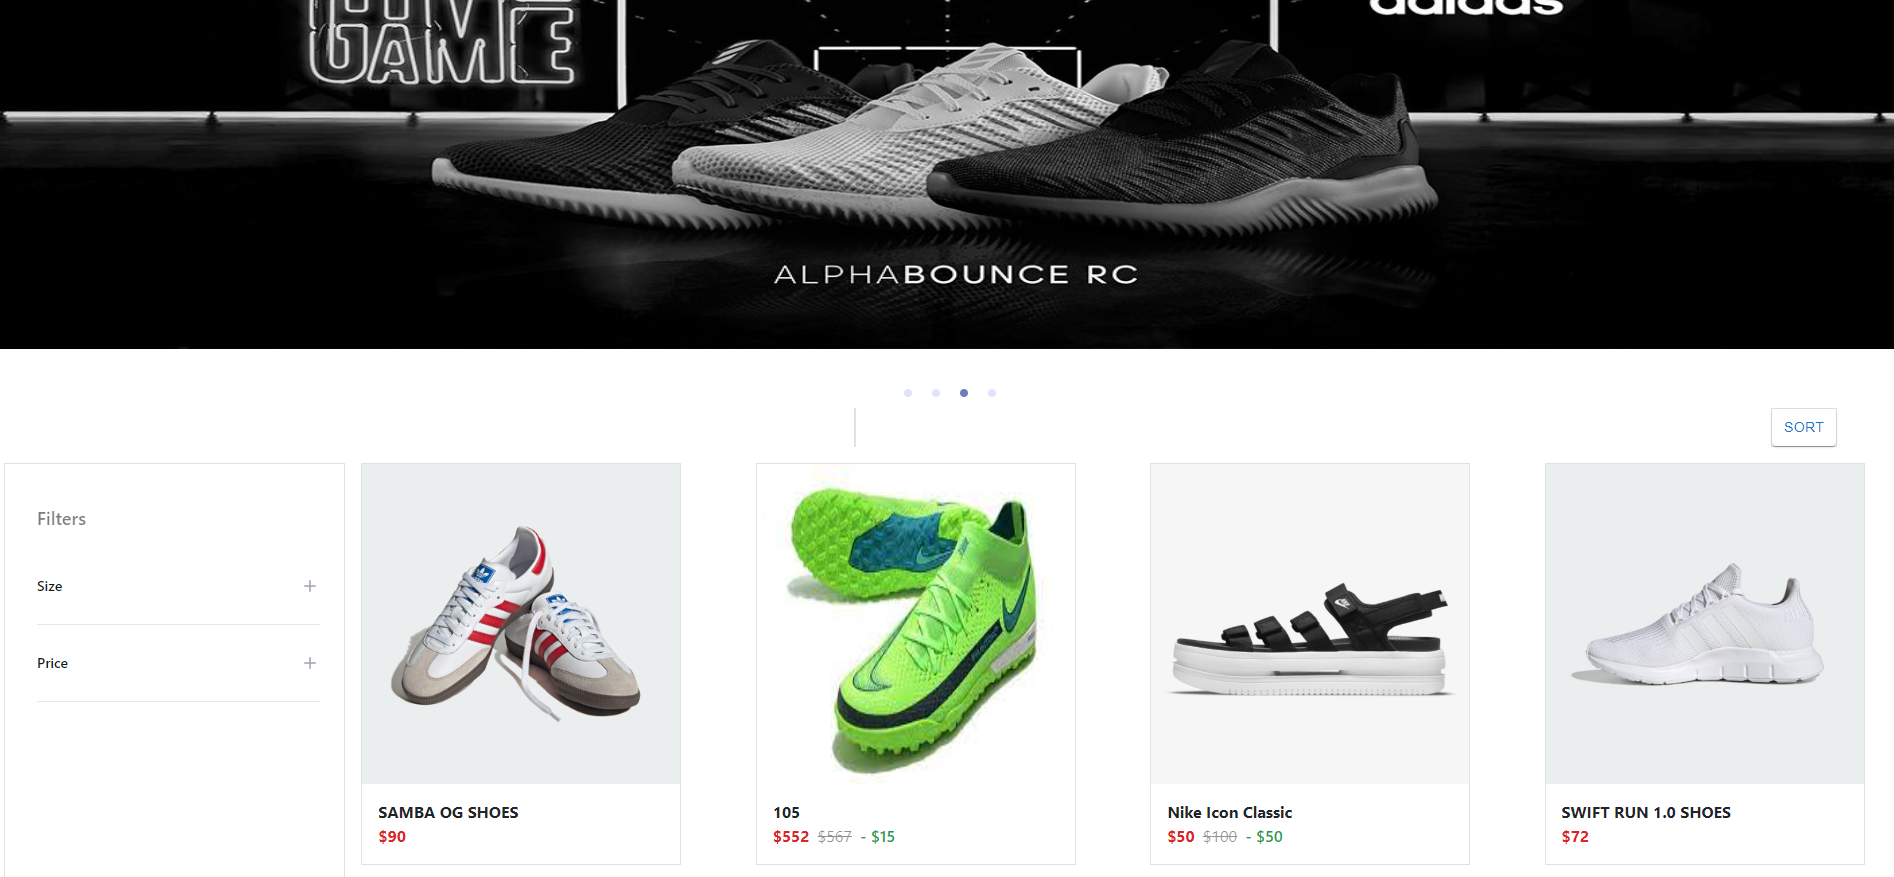 GAME
adidas
ALPHABOUNCE RC
SORT
Filters
Size
Price
SAMBA OG SHOES
$90
105
$552 $567 - $15
Nike Icon Classic
$50 $100 - $50
SWIFT RUN 1.0 SHOES
$72